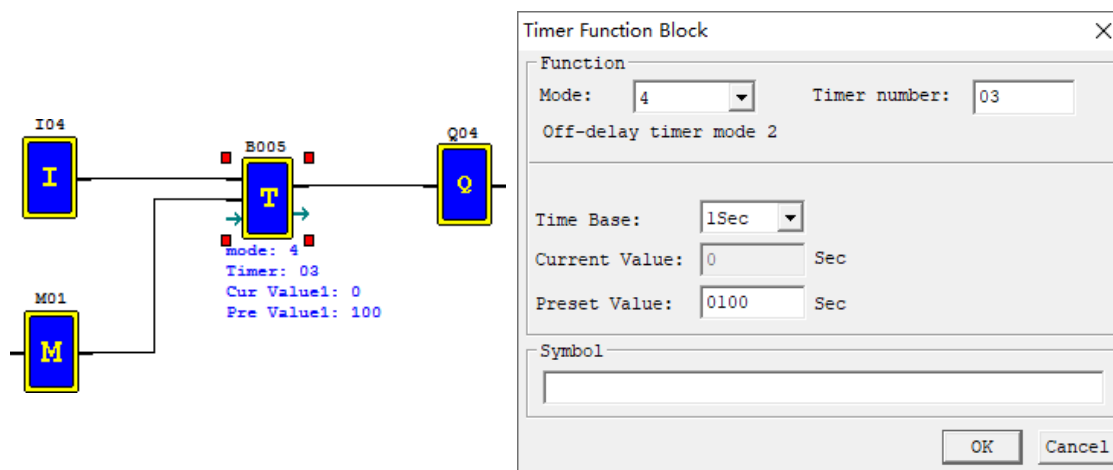 I04
I
M01
M
B005
T
mode: 4
Timer: 03
Cur Value1: 0
Pre Value1: 100
Q04
Q
Timer Function Block
Function
Mode: 4 Timer number: 03
Off-delay timer mode 2
Time Base: 1Sec
Current Value: 0 Sec
Preset Value: 0100 Sec
Symbol
OK Cancel